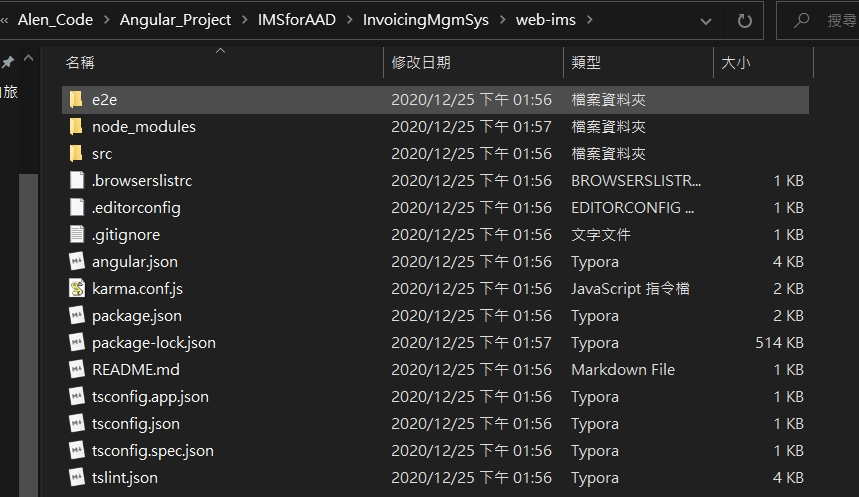 « Alen_Code > Angular_Project > IMSforAAD > InvoicingMgmSys > web-ims > 搜尋
名稱 修改日期 類型 大小
e2e 2020/12/25 下午 01:56 檔案資料夾
node_modules 2020/12/25 下午 01:57 檔案資料夾
src 2020/12/25 下午 01:56 檔案資料夾
.browserslistrc 2020/12/25 下午 01:56 BROWSERSLISTR... 1 KB
.editorconfig 2020/12/25 下午 01:56 EDITORCONFIG ... 1 KB
.gitignore 2020/12/25 下午 01:56 文字文件 1 KB
angular.json 2020/12/25 下午 01:56 Typora 4 KB
karma.conf.js 2020/12/25 下午 01:56 JavaScript 指令檔 2 KB
package.json 2020/12/25 下午 01:56 Typora 2 KB
package-lock.json 2020/12/25 下午 01:57 Typora 514 KB
README.md 2020/12/25 下午 01:56 Markdown File 1 KB
tsconfig.app.json 2020/12/25 下午 01:56 Typora 1 KB
tsconfig.json 2020/12/25 下午 01:56 Typora 1 KB
tsconfig.spec.json 2020/12/25 下午 01:56 Typora 1 KB
tslint.json 2020/12/25 下午 01:56 Typora 4 KB